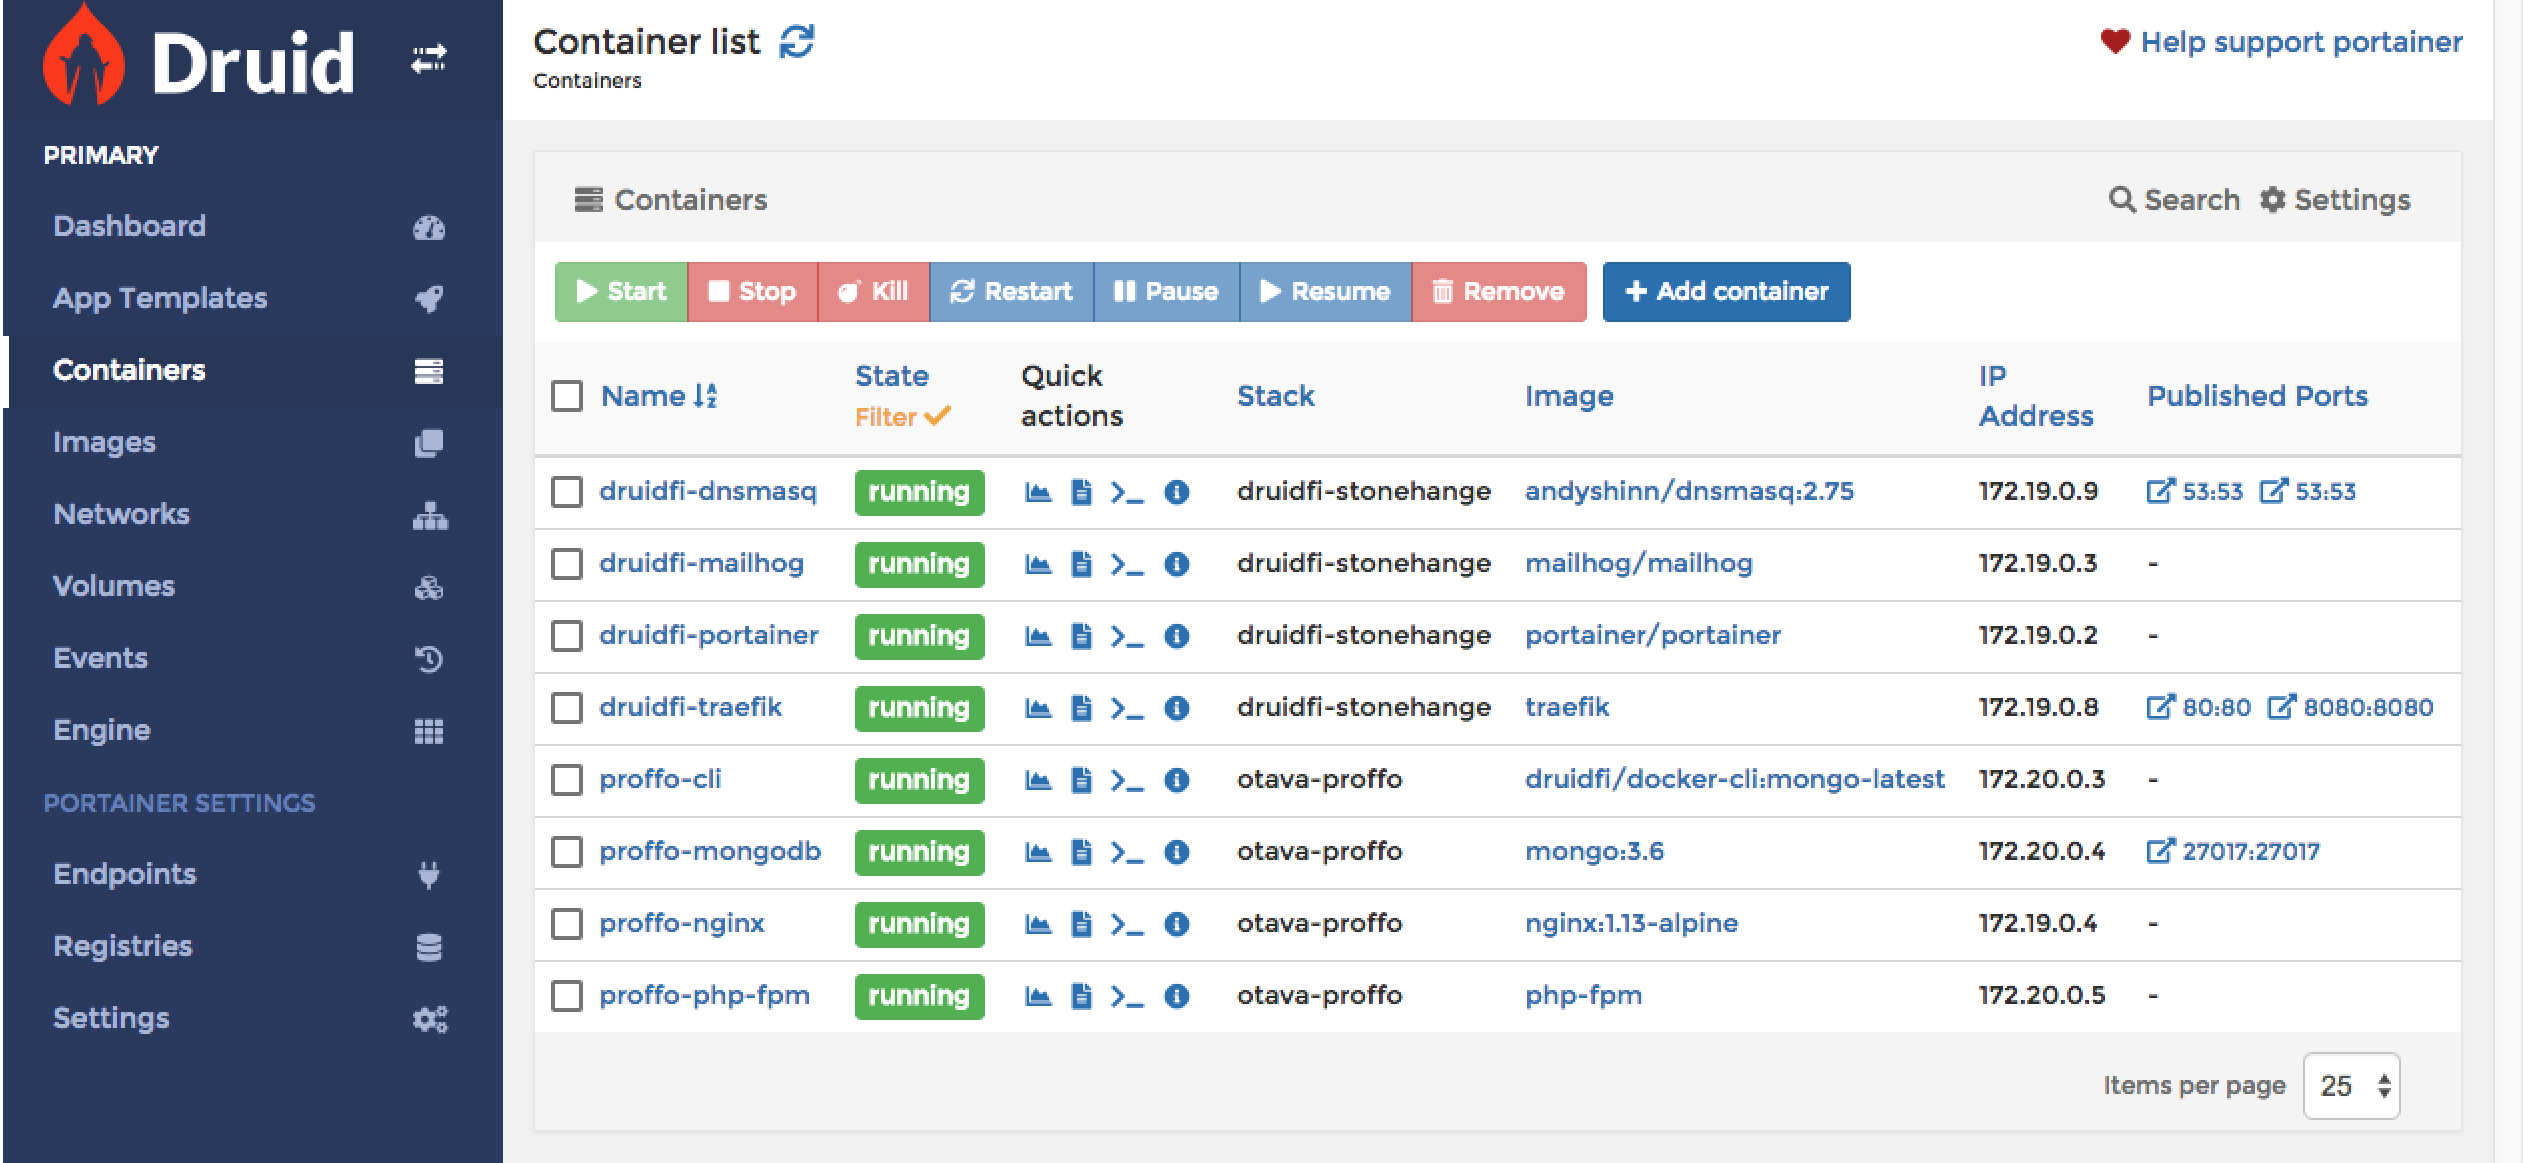 Druid
Container list
Containers
Help support portainer
PRIMARY
Dashboard
App Templates
Containers
Images
Networks
Volumes
Events
Engine
PORTAINER SETTINGS
Endpoints
Registries
Settings
Containers Search Settings
Start Stop Kill Restart Pause Resume Remove + Add container
Name State Filter Quick actions Stack Image IP Address Published Ports
druidfi-dnsmasq running druidfi-stonehange andyshinn/dnsmasq:2.75 172.19.0.9 53:53 53:53
druidfi-mailhog running druidfi-stonehange mailhog/mailhog 172.19.0.3 -
druidfi-portainer running druidfi-stonehange portainer/portainer 172.19.0.2 -
druidfi-traefik running druidfi-stonehange traefik 172.19.0.8 80:80 8080:8080
proffo-cli running otava-proffo druidfi/docker-cli:mongo-latest 172.20.0.3 -
proffo-mongodb running otava-proffo mongo:3.6 172.20.0.4 27017:27017
proffo-nginx running otava-proffo nginx:1.13-alpine 172.19.0.4 -
proffo-php-fpm running otava-proffo php-fpm 172.20.0.5 -
Items per page 25